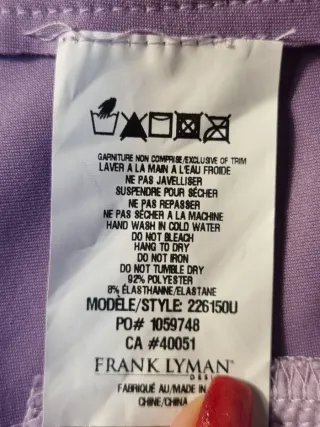 GARNITURE NON COMPRISE/EXCLUSIVE OF TRIM
LAVER A LA MAIN A L'EAU FROIDE
NE PAS JAVELLISER
SUSPENDRE POUR SÉCHER
NE PAS REPASSER
NE PAS SÉCHER A LA MACHINE
HAND WASH IN COLD WATER
DO NOT BLEACH
HANG TO DRY
DO NOT IRON
DO NOT TUMBLE DRY
92% POLYESTER
8% ÉLASTHANNE/ELASTANE
MODÈLE/STYLE: 226150U
PO# 1059748
CA #40051
FRANK LYMAN™
FABRIQUÉ AU/MADE IN
CHINE/CHINA